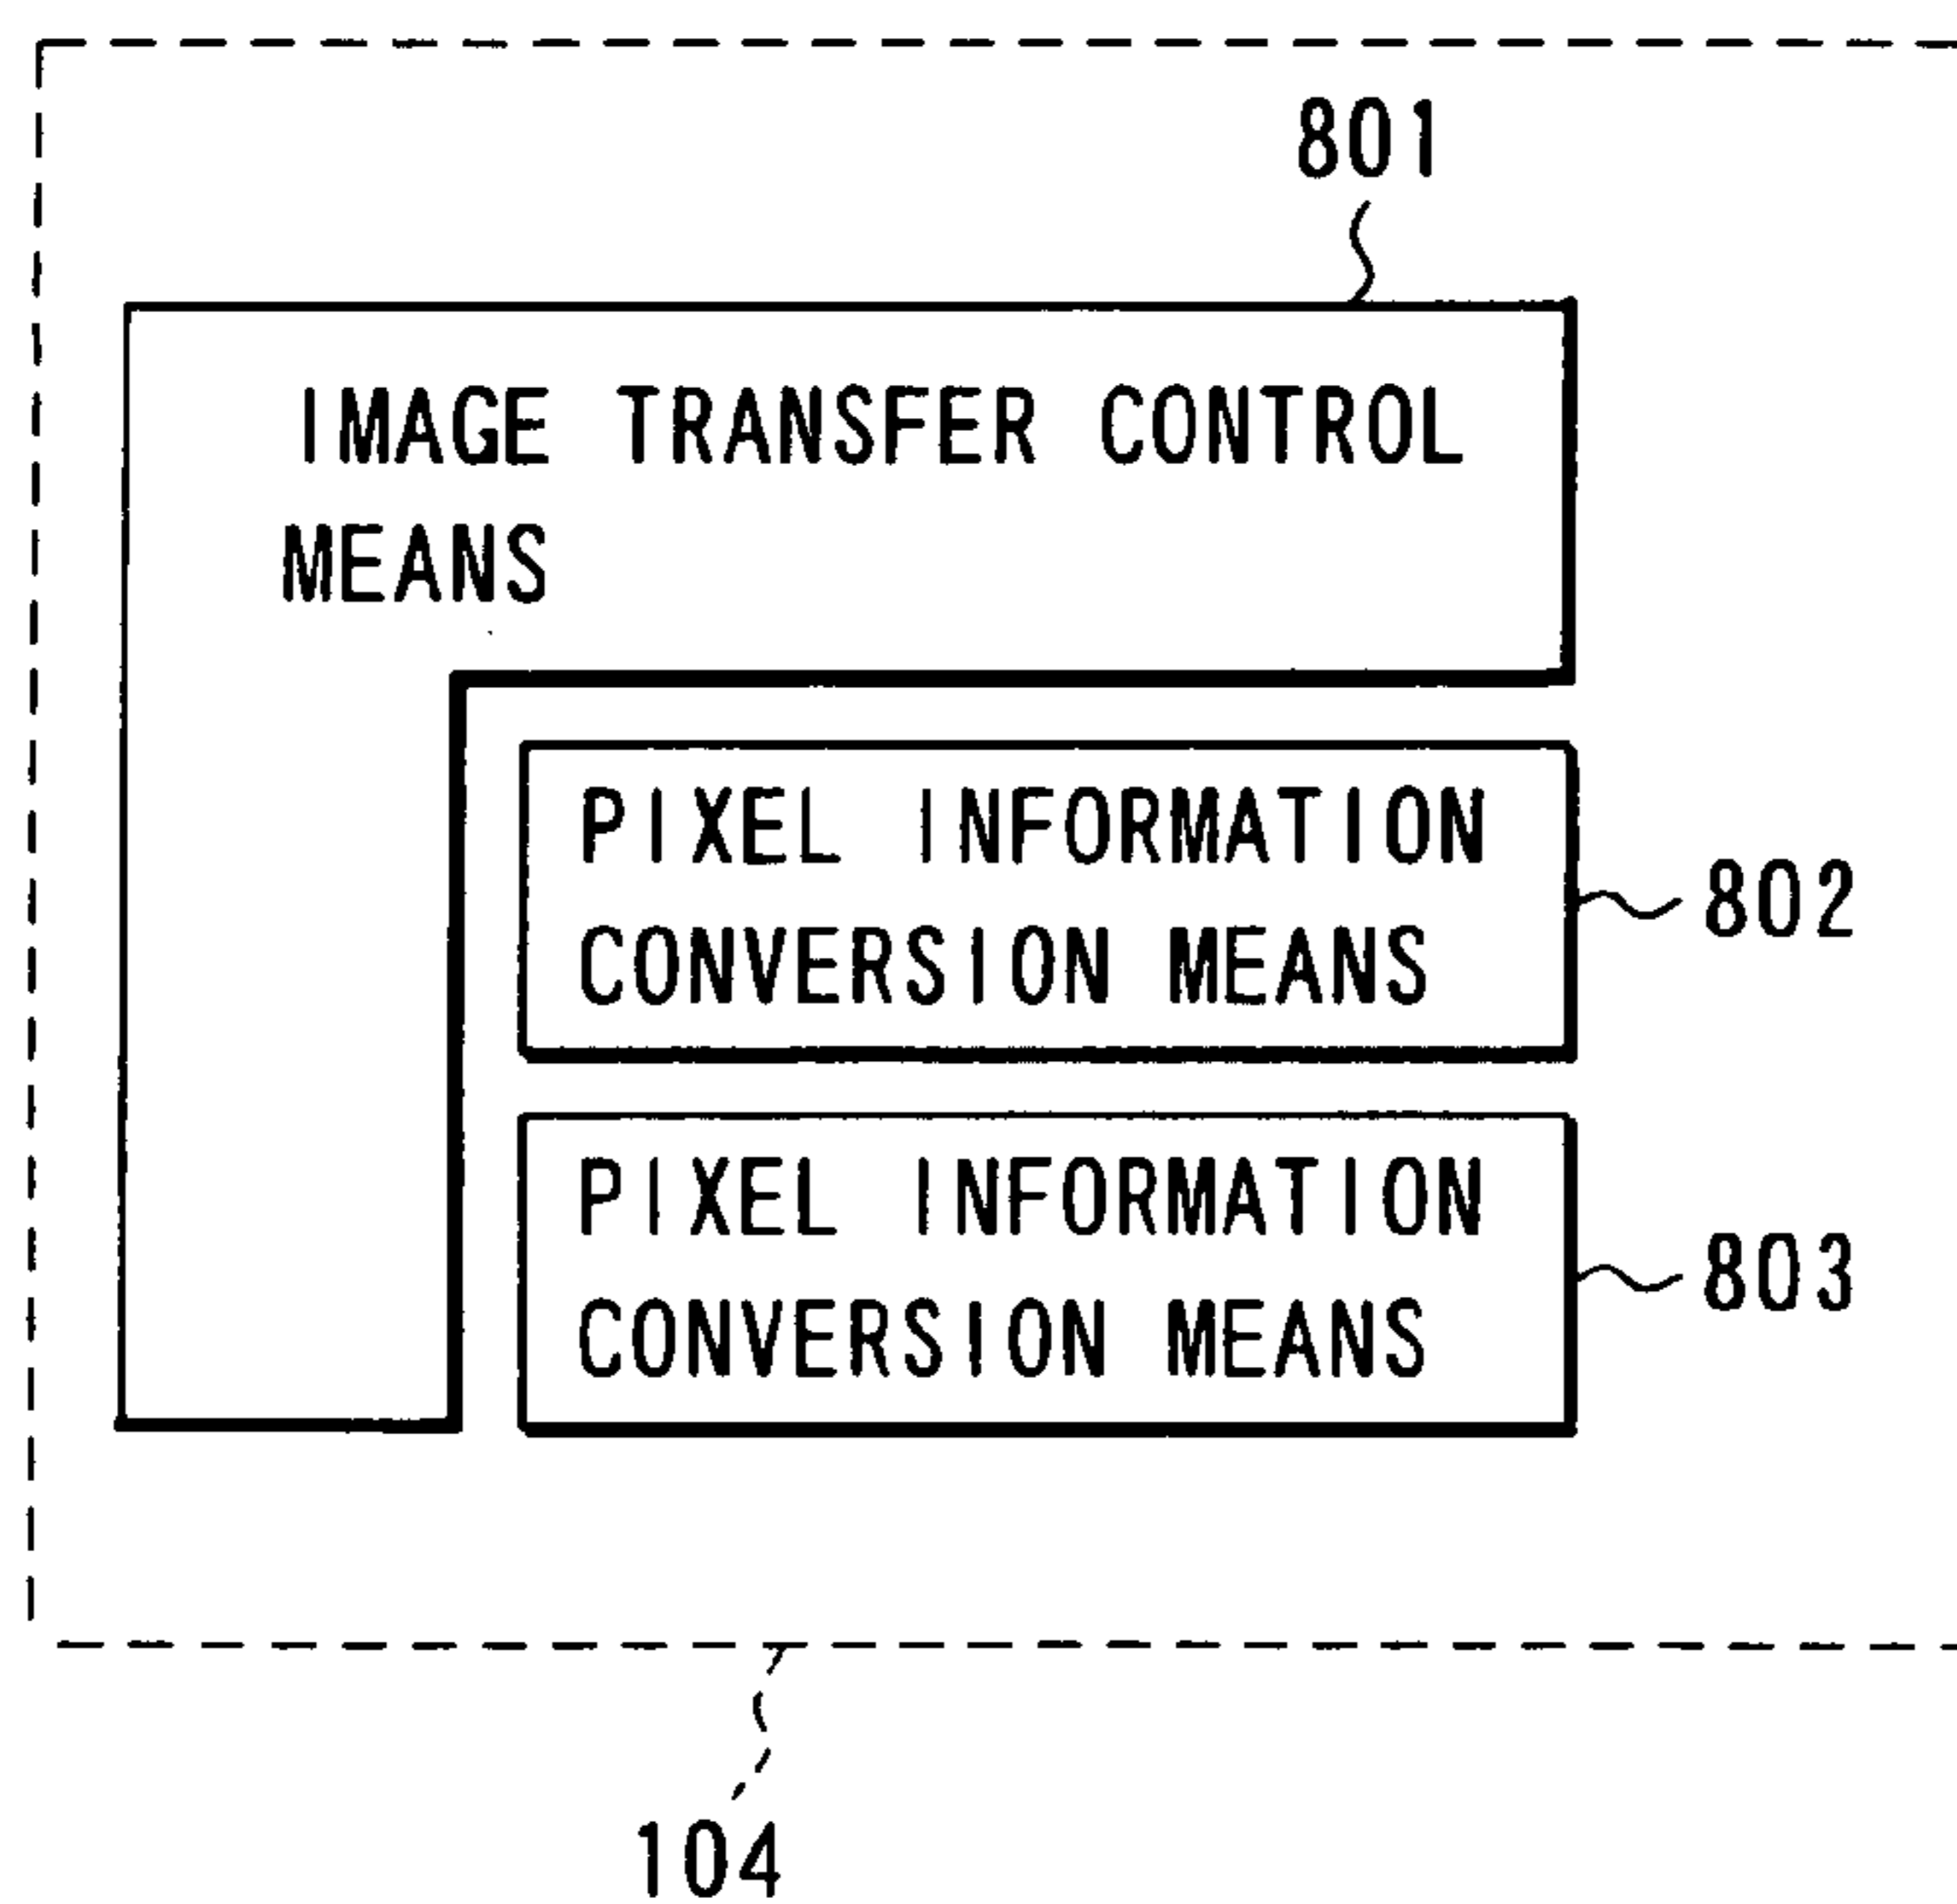 801
IMAGE TRANSFER CONTROL
MEANS
PIXEL INFORMATION
CONVERSION MEANS
802
PIXEL INFORMATION
CONVERSION MEANS
803
104